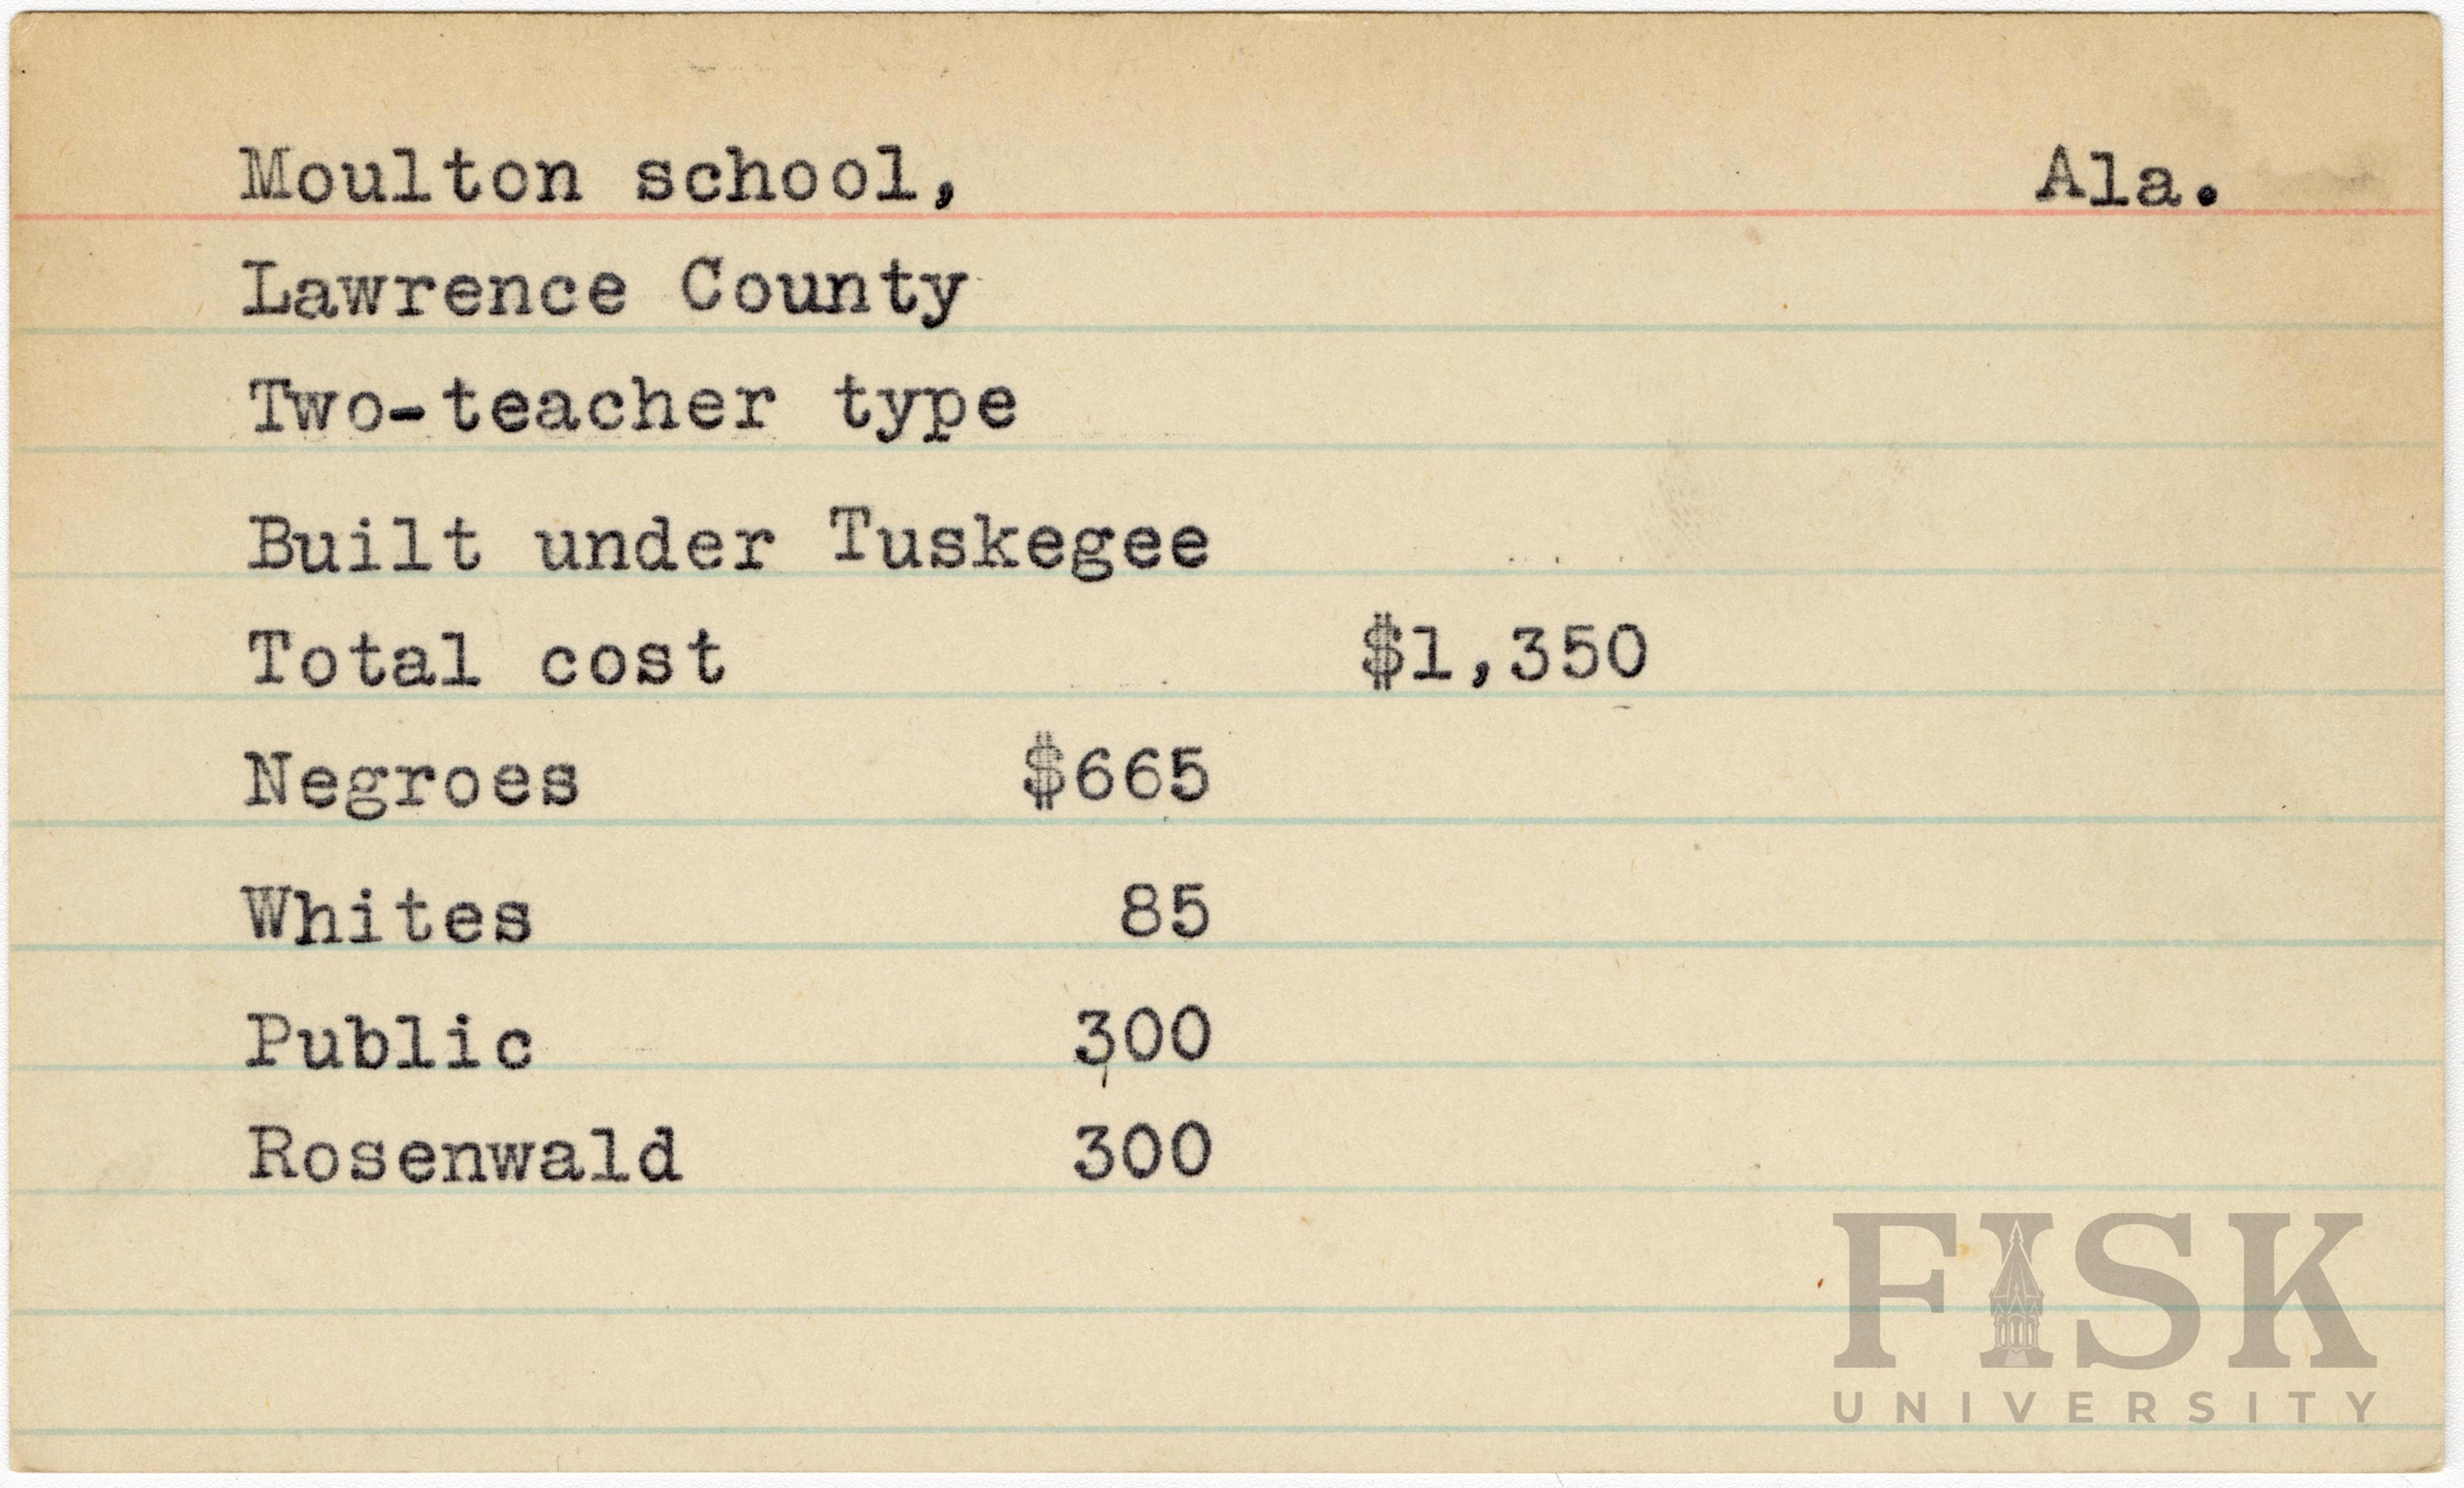 Moulton school, Ala.
Lawrence County
Two-teacher type
Built under Tuskegee
Total cost $1,350
Negroes $665
Whites 85
Public 300
Rosenwald 300
FISK
UNIVERSITY